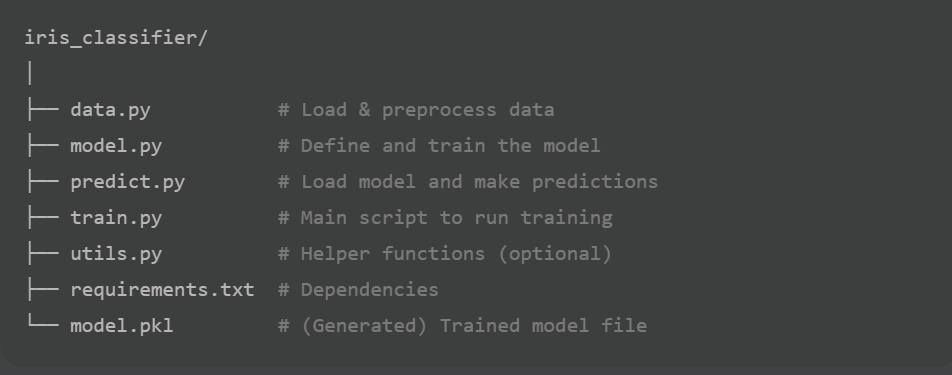 iris_classifier/
│
├── data.py          # Load & preprocess data
├── model.py         # Define and train the model
├── predict.py       # Load model and make predictions
├── train.py         # Main script to run training
├── utils.py         # Helper functions (optional)
├── requirements.txt  # Dependencies
└── model.pkl        # (Generated) Trained model file